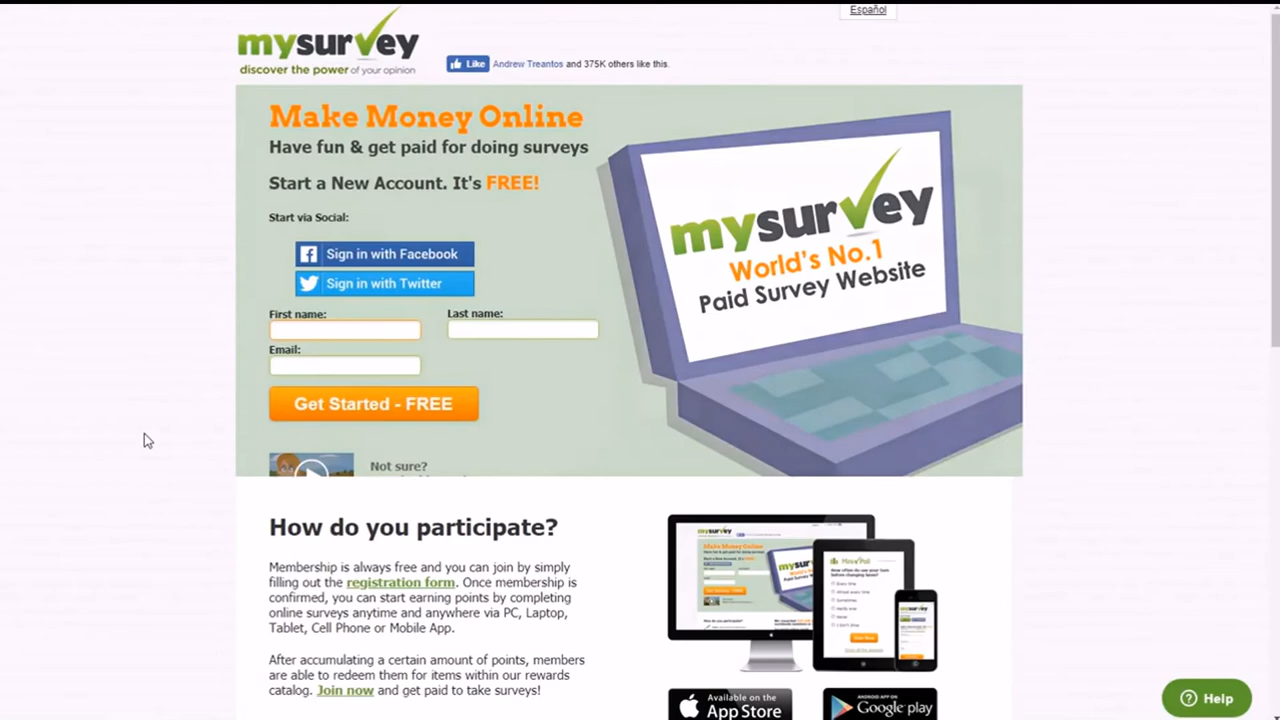 Español
mysurvey
discover the power of your opinion
Like
Andrew Treantos and 375K others like this.
Make Money Online
Have fun & get paid for doing surveys
Start a New Account. It's FREE!
Start via Social:
Sign in with Facebook
Sign in with Twitter
First name:
Last name:
Email:
Get Started - FREE
Not sure?
mysurvey
World's No.1
Paid Survey Website
How do you participate?
Membership is always free and you can join by simply
filling out the registration form. Once membership is
confirmed, you can start earning points by completing
online surveys anytime and anywhere via PC, Laptop,
Tablet, Cell Phone or Mobile App.
After accumulating a certain amount of points, members
are able to redeem them for items within our rewards
catalog. Join now and get paid to take surveys!
mysurvey
Make Money Online
mysurvey
Available on the
App Store
ANDROID APP ON
Google play
Help